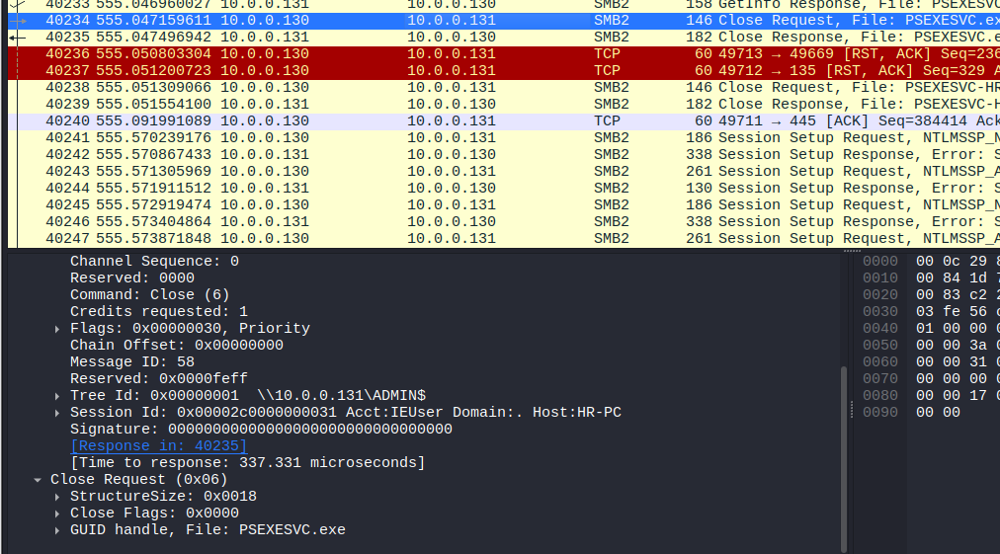 40233 555.046960027 10.0.0.131 10.0.0.130 SMB2 158 GetInfo Response, File: PSEXESVC
40234 555.047159611 10.0.0.130 10.0.0.131 SMB2 146 Close Request, File: PSEXESVC.ex
40235 555.047496942 10.0.0.131 10.0.0.130 SMB2 182 Close Response, File: PSEXESVC.e
40236 555.050803304 10.0.0.130 10.0.0.131 TCP 60 49713 → 49669 [RST, ACK] Seq=236
40237 555.051200723 10.0.0.130 10.0.0.131 TCP 60 49712 → 135 [RST, ACK] Seq=329 A
40238 555.051309066 10.0.0.130 10.0.0.131 SMB2 146 Close Request, File: PSEXESVC-HR
40239 555.051554100 10.0.0.131 10.0.0.130 SMB2 182 Close Response, File: PSEXESVC-H
40240 555.091991089 10.0.0.130 10.0.0.131 TCP 60 49711 → 445 [ACK] Seq=384414 Ack
40241 555.570239176 10.0.0.130 10.0.0.131 SMB2 186 Session Setup Request, NTLMSSP_N
40242 555.570867433 10.0.0.131 10.0.0.130 SMB2 338 Session Setup Response, Error: S
40243 555.571305969 10.0.0.130 10.0.0.131 SMB2 261 Session Setup Request, NTLMSSP_A
40244 555.571911512 10.0.0.131 10.0.0.130 SMB2 130 Session Setup Response, Error: S
40245 555.572919474 10.0.0.130 10.0.0.131 SMB2 186 Session Setup Request, NTLMSSP_N
40246 555.573404864 10.0.0.131 10.0.0.130 SMB2 338 Session Setup Response, Error: S
40247 555.573871848 10.0.0.130 10.0.0.131 SMB2 261 Session Setup Request, NTLMSSP_A
Channel Sequence: 0
Reserved: 0000
Command: Close (6)
Credits requested: 1
Flags: 0x00000030, Priority
Chain Offset: 0x00000000
Message ID: 58
Reserved: 0x0000feff
Tree Id: 0x00000001 \\10.0.0.131\ADMIN$
Session Id: 0x00002c0000000031 Acct:IEUser Domain:. Host:HR-PC
Signature: 00000000000000000000000000000000
[Response in: 40235]
[Time to response: 337.331 microseconds]
Close Request (0x06)
StructureSize: 0x0018
Close Flags: 0x0000
GUID handle, File: PSEXESVC.exe
0000 00 0c 29
0010 00 84 1d
0020 00 83 c2
0030 03 fe 56
0040 01 00 00
0050 00 00 3a
0060 00 00 31
0070 00 00 00
0080 00 00 17
0090 00 00